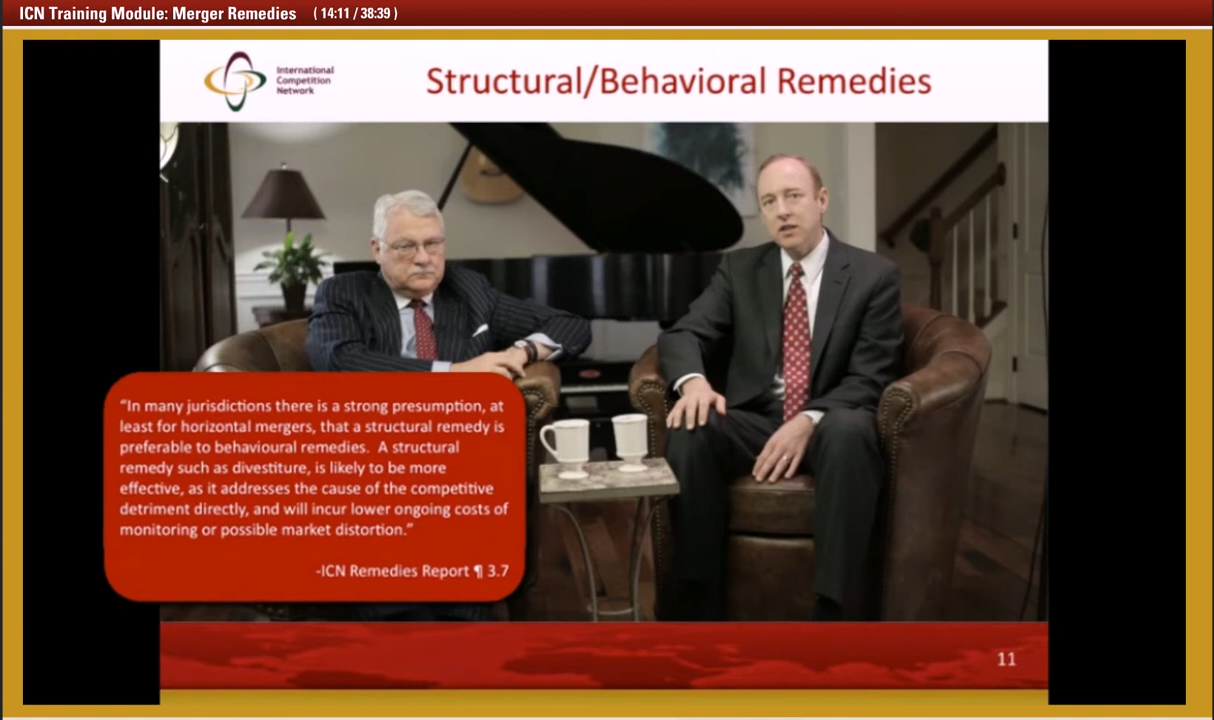 ICN Training Module: Merger Remedies ( 14:11 / 38:39 )
International
Competition
Network
Structural/Behavioral Remedies
“In many jurisdictions there is a strong presumption, at
least for horizontal mergers, that a structural remedy is
preferable to behavioural remedies. A structural
remedy such as divestiture, is likely to be more
effective, as it addresses the cause of the competitive
detriment directly, and will incur lower ongoing costs of
monitoring or possible market distortion.”
-ICN Remedies Report ¶ 3.7
11